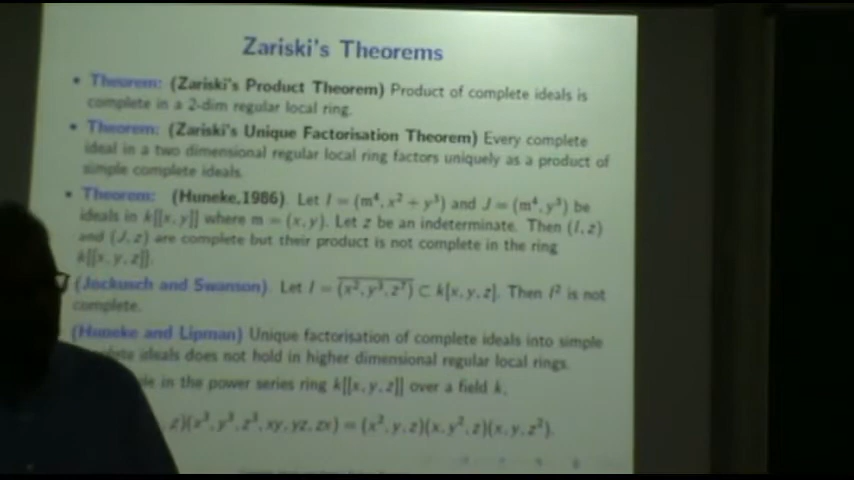 Zariski's Theorems
• Theorem: (Zariski's Product Theorem) Product of complete ideals is
complete in a 2-dim regular local ring.
• Theorem: (Zariski's Unique Factorisation Theorem) Every complete
ideal in a two dimensional regular local ring factors uniquely as a product of
simple complete ideals.
• Theorem: (Huneke,1986). Let I = (m⁴, x² + y³) and J = (m⁴, y³) be
ideals in k[[x, y]] where m = (x, y). Let z be an indeterminate. Then (I, z)
and (J, z) are complete but their product is not complete in the ring
k[[x, y, z]].
(Jockusch and Swanson). Let I = (x², y³, z⁷) ⊂ k[x, y, z]. Then I² is not
complete.
(Huneke and Lipman) Unique factorisation of complete ideals into simple
ideals does not hold in higher dimensional regular local rings.
in the power series ring k[[x, y, z]] over a field k,
z)(x³, y³, z³, xy, yz, zx) = (x², y, z)(x, y², z)(x, y, z²).